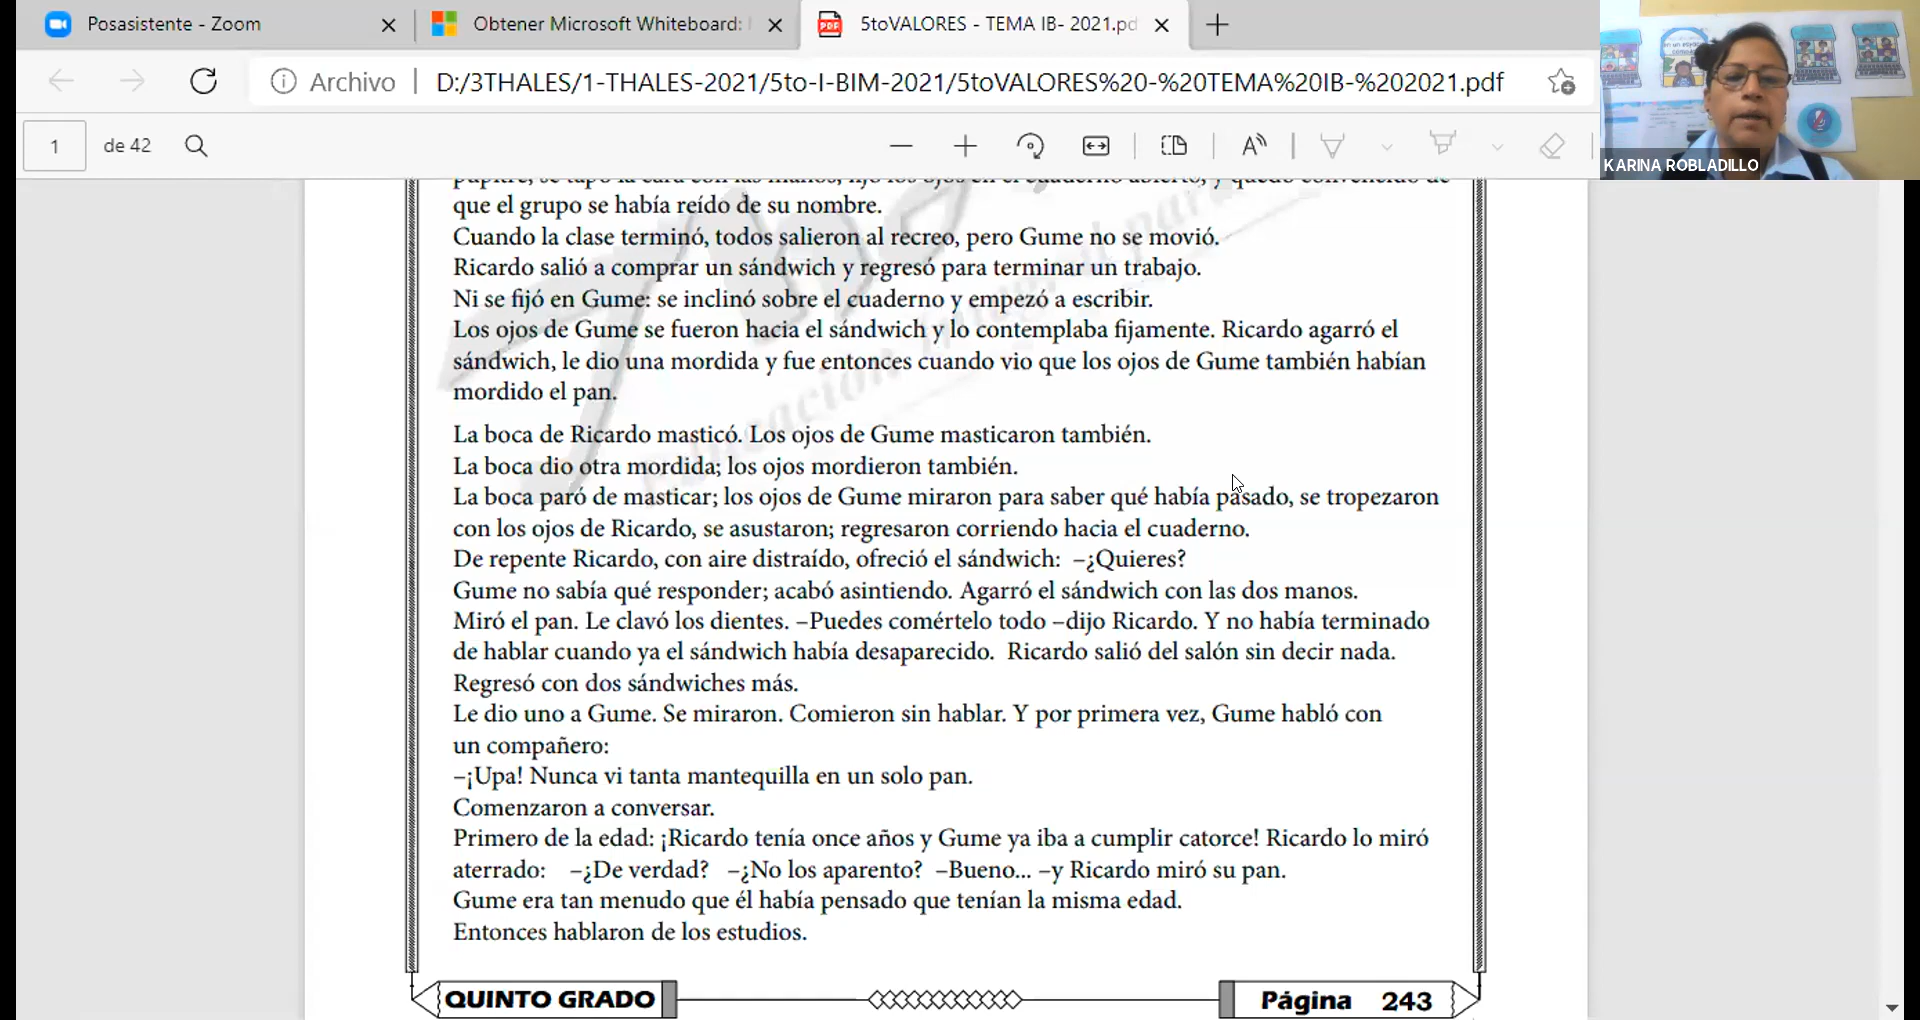 Posasistente - Zoom
Obtener Microsoft Whiteboard:
5toVALORES - TEMA IB- 2021.pd
Archivo
D:/3THALES/1-THALES-2021/5to-I-BIM-2021/5toVALORES%20-%20TEMA%20IB-%202021.pdf
1 de 42
KARINA ROBLADILLO
que el grupo se había reído de su nombre.
Cuando la clase terminó, todos salieron al recreo, pero Gume no se movió.
Ricardo salió a comprar un sándwich y regresó para terminar un trabajo.
Ni se fijó en Gume: se inclinó sobre el cuaderno y empezó a escribir.
Los ojos de Gume se fueron hacia el sándwich y lo contemplaba fijamente. Ricardo agarró el
sándwich, le dio una mordida y fue entonces cuando vio que los ojos de Gume también habían
mordido el pan.
La boca de Ricardo masticó. Los ojos de Gume masticaron también.
La boca dio otra mordida; los ojos mordieron también.
La boca paró de masticar; los ojos de Gume miraron para saber qué había pasado, se tropezaron
con los ojos de Ricardo, se asustaron; regresaron corriendo hacia el cuaderno.
De repente Ricardo, con aire distraído, ofreció el sándwich: –¿Quieres?
Gume no sabía qué responder; acabó asintiendo. Agarró el sándwich con las dos manos.
Miró el pan. Le clavó los dientes. –Puedes comértelo todo –dijo Ricardo. Y no había terminado
de hablar cuando ya el sándwich había desaparecido. Ricardo salió del salón sin decir nada.
Regresó con dos sándwiches más.
Le dio uno a Gume. Se miraron. Comieron sin hablar. Y por primera vez, Gume habló con
un compañero:
–¡Upa! Nunca vi tanta mantequilla en un solo pan.
Comenzaron a conversar.
Primero de la edad: ¡Ricardo tenía once años y Gume ya iba a cumplir catorce! Ricardo lo miró
aterrado: –¿De verdad? –¿No los aparento? –Bueno... –y Ricardo miró su pan.
Gume era tan menudo que él había pensado que tenían la misma edad.
Entonces hablaron de los estudios.
QUINTO GRADO
Página 243